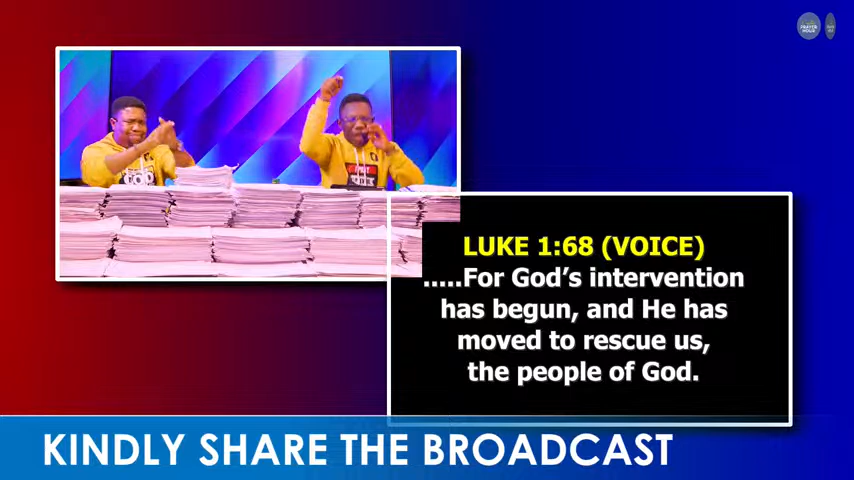 LUKE 1:68 (VOICE)
.....For God's intervention
has begun, and He has
moved to rescue us,
the people of God.
KINDLY SHARE THE BROADCAST